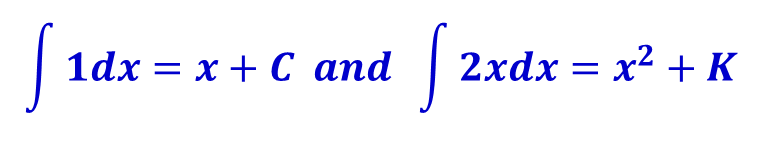 ∫ 1dx = x + C and ∫ 2xdx = x² + K